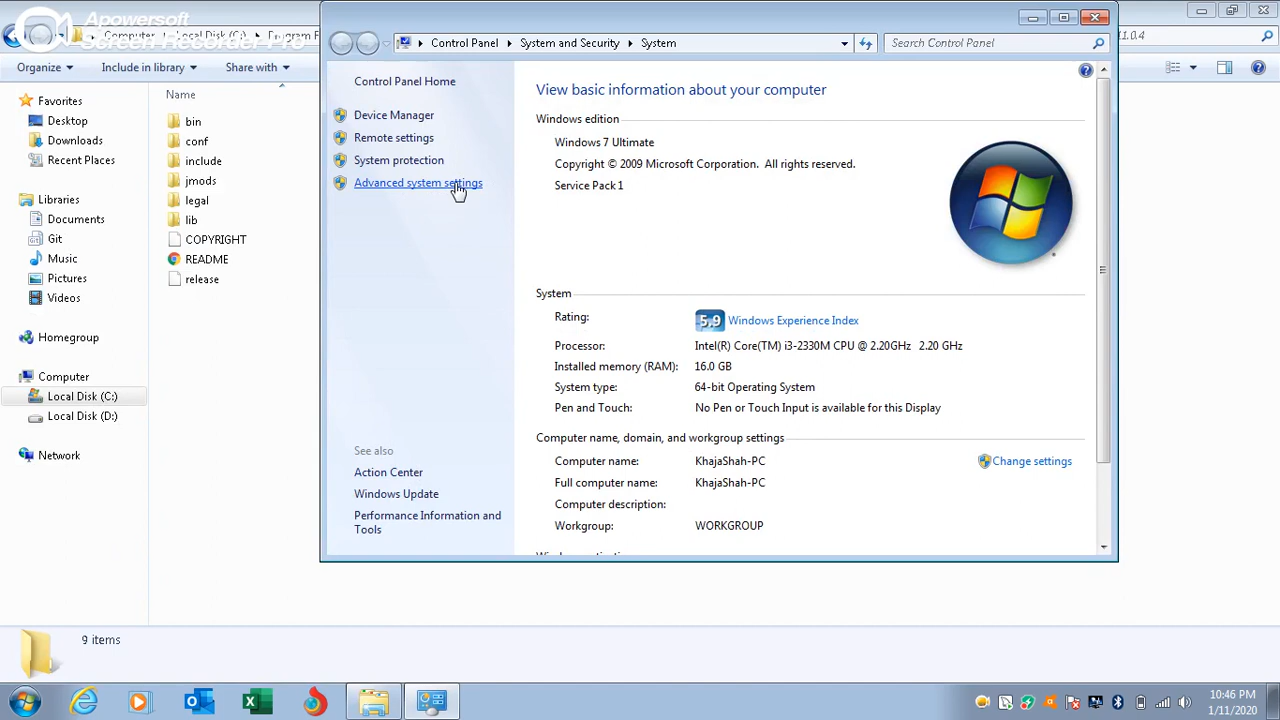 Apowersoft
Screen Recorder Pro
Computer
Local Disk (C:)
Program F
1.0.4
Organize
Include in library
Share with
Favorites
Desktop
Downloads
Recent Places
Libraries
Documents
Git
Music
Pictures
Videos
Homegroup
Computer
Local Disk (C:)
Local Disk (D:)
Network
Name
bin
conf
include
jmods
legal
lib
COPYRIGHT
README
release
9 items
Control Panel
System and Security
System
Search Control Panel
Control Panel Home
Device Manager
Remote settings
System protection
Advanced system settings
See also
Action Center
Windows Update
Performance Information and
Tools
View basic information about your computer
Windows edition
Windows 7 Ultimate
Copyright © 2009 Microsoft Corporation. All rights reserved.
Service Pack 1
System
Rating: 5.9 Windows Experience Index
Processor: Intel(R) Core(TM) i3-2330M CPU @ 2.20GHz 2.20 GHz
Installed memory (RAM): 16.0 GB
System type: 64-bit Operating System
Pen and Touch: No Pen or Touch Input is available for this Display
Computer name, domain, and workgroup settings
Computer name: KhajaShah-PC
Change settings
Full computer name: KhajaShah-PC
Computer description:
Workgroup: WORKGROUP
10:46 PM
1/11/2020